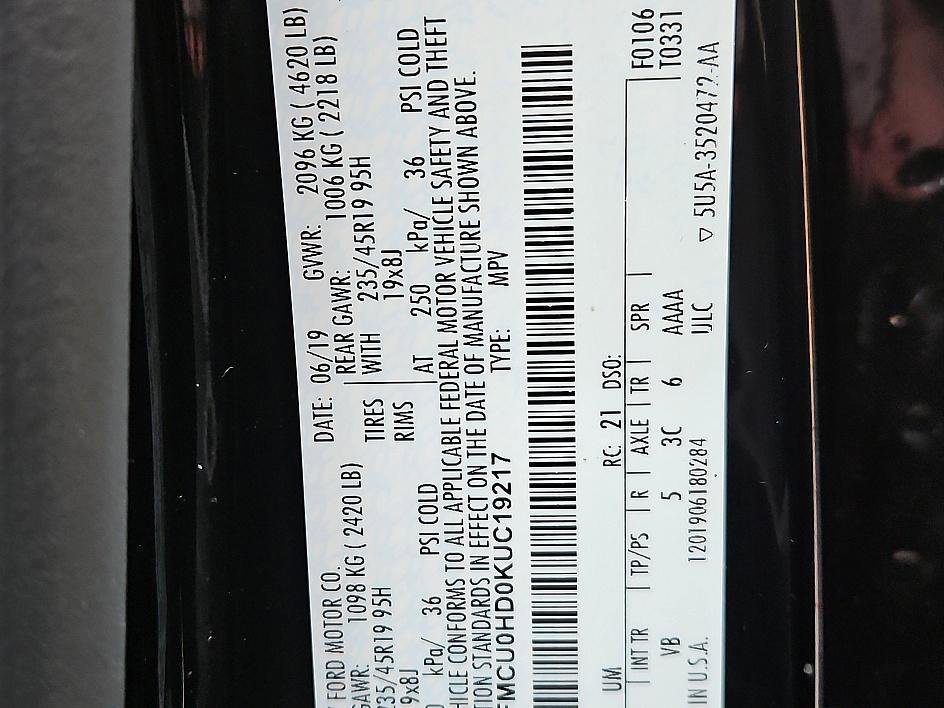 FORD MOTOR CO. DATE: 06/19 GVWR: 2096 KG ( 4620 LB)
GAWR: 1098 KG ( 2420 LB) REAR GAWR: 1006 KG ( 2218 LB)
235/45R19 95H TIRES WITH 235/45R19 95H
9x8J RIMS 19x8J
kPa/ 36 PSI COLD AT 250 kPa/ 36 PSI COLD
HICLE CONFORMS TO ALL APPLICABLE FEDERAL MOTOR VEHICLE SAFETY AND THEFT
TION STANDARDS IN EFFECT ON THE DATE OF MANUFACTURE SHOWN ABOVE.
FMCU0HD0KUC19217 TYPE: MPV
UM RC: 21 DSO: F0106
INT TR TP/PS R AXLE TR SPR T0331
VB 5 3C 6 AAAA
IN U.S.A. 1201906180284 UJLC ▽ 5U5A-3520472-AA